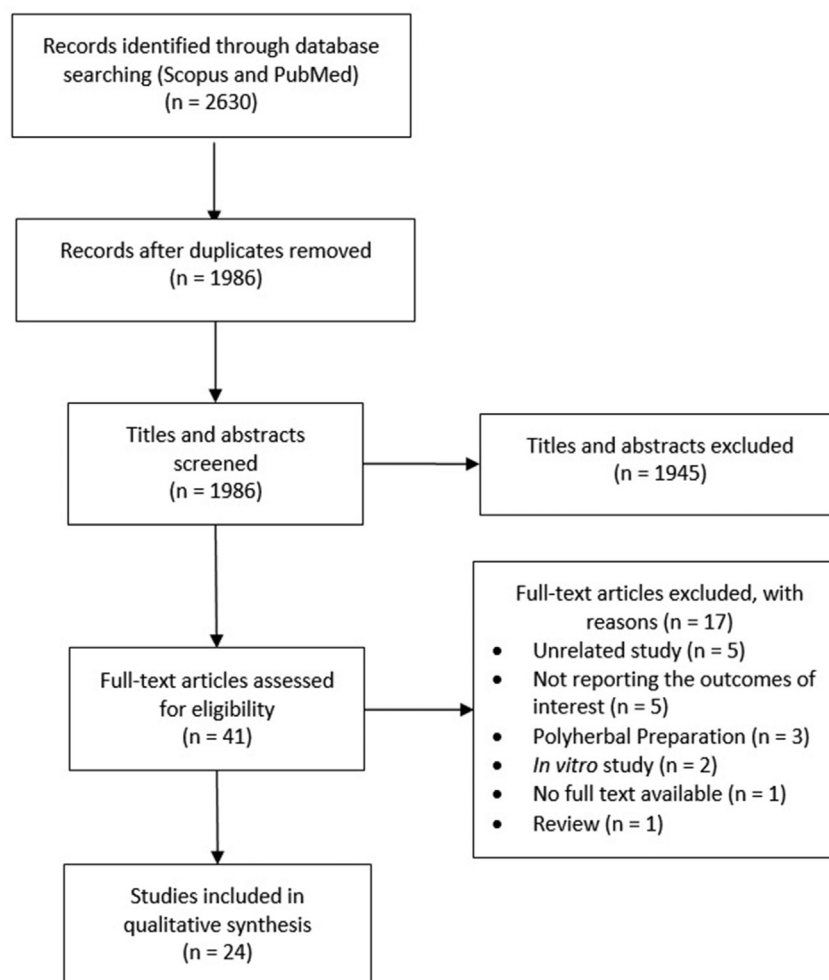 Records identified through database
searching (Scopus and PubMed)
(n = 2630)
Records after duplicates removed
(n = 1986)
Titles and abstracts
screened
(n = 1986)
Titles and abstracts excluded
(n = 1945)
Full-text articles assessed
for eligibility
(n = 41)
Full-text articles excluded, with
reasons (n = 17)
• Unrelated study (n = 5)
• Not reporting the outcomes of
interest (n = 5)
• Polyherbal Preparation (n = 3)
• In vitro study (n = 2)
• No full text available (n = 1)
• Review (n = 1)
Studies included in
qualitative synthesis
(n = 24)